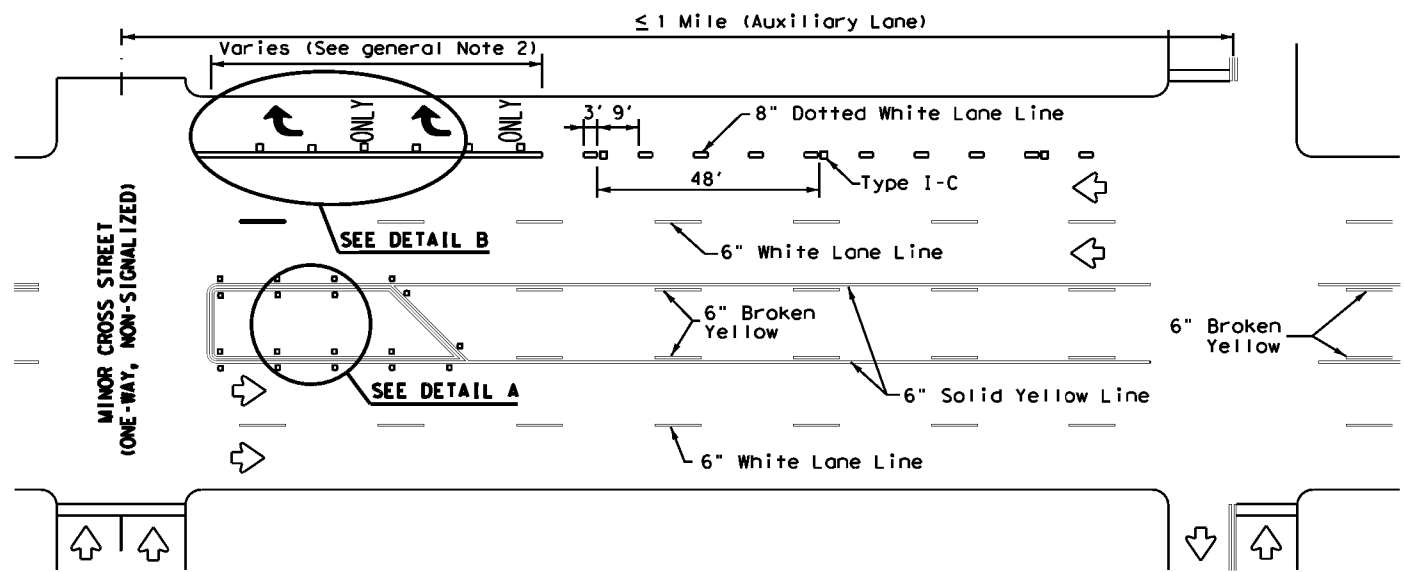 ≤ 1 Mile (Auxiliary Lane)
Varies (See general Note 2)
ONLY
ONLY
3' 9'
8" Dotted White Lane Line
48'
Type I-C
SEE DETAIL B
6" White Lane Line
MINOR CROSS STREET
(ONE-WAY, NON-SIGNALIZED)
6" Broken
Yellow
6" Broken
Yellow
SEE DETAIL A
6" Solid Yellow Line
6" White Lane Line